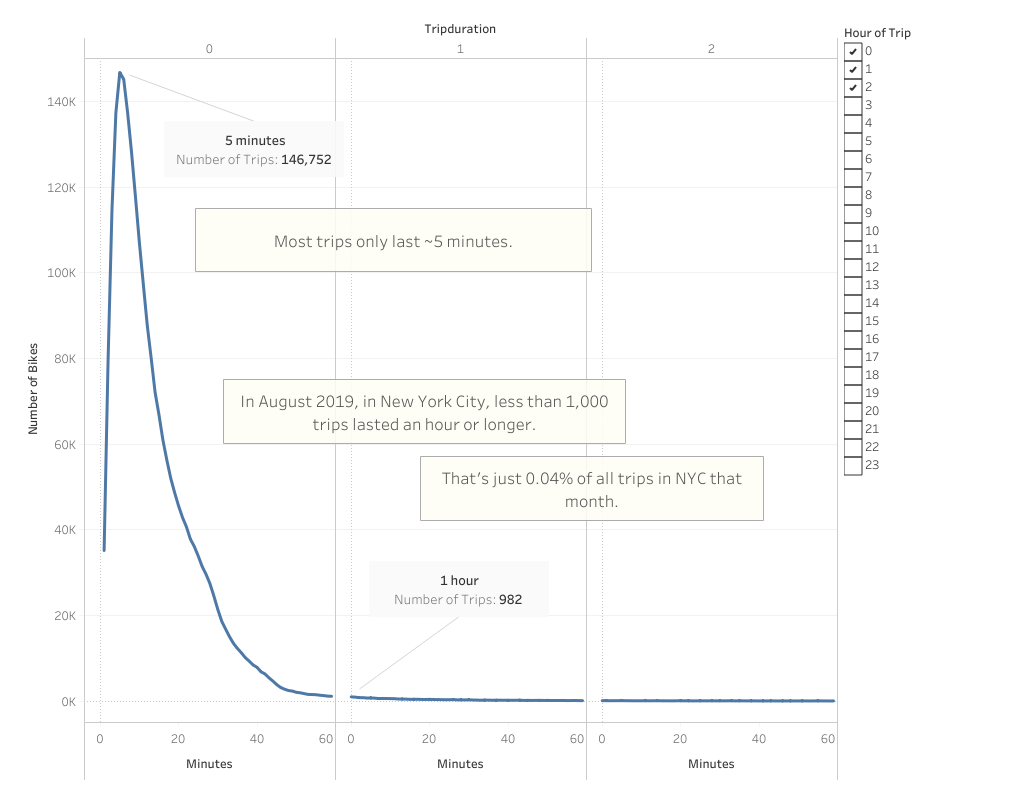 Tripduration
0
1
2
Hour of Trip
0
1
2
3
4
5
6
7
8
9
10
11
12
13
14
15
16
17
18
19
20
21
22
23
140K
120K
100K
80K
60K
40K
20K
0K
Number of Bikes
5 minutes
Number of Trips: 146,752
Most trips only last ~5 minutes.
In August 2019, in New York City, less than 1,000
trips lasted an hour or longer.
That's just 0.04% of all trips in NYC that
month.
1 hour
Number of Trips: 982
0 20 40 60 0 20 40 60 0 20 40 60
Minutes Minutes Minutes